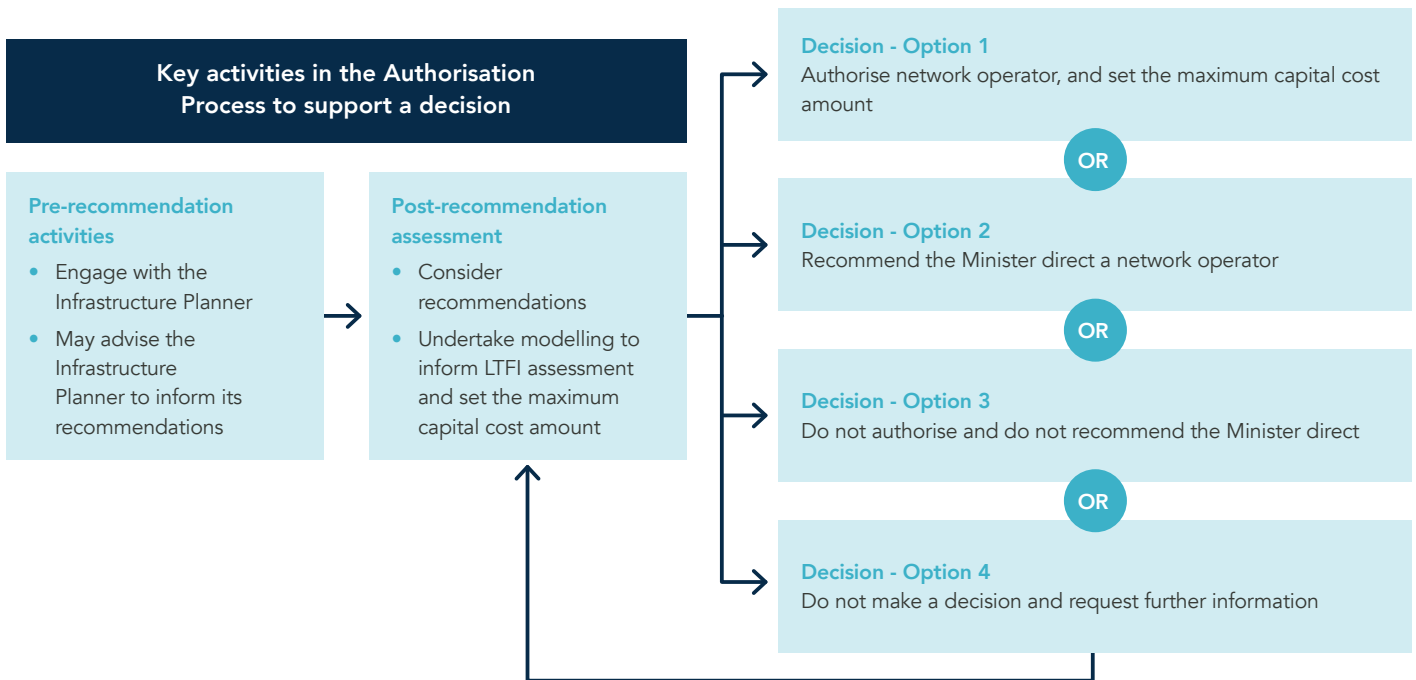 Key activities in the Authorisation
Process to support a decision
Pre-recommendation
activities
• Engage with the
Infrastructure Planner
• May advise the
Infrastructure
Planner to inform its
recommendations
Post-recommendation
assessment
• Consider
recommendations
• Undertake modelling to
inform LTFI assessment
and set the maximum
capital cost amount
Decision - Option 1
Authorise network operator, and set the maximum capital cost
amount
OR
Decision - Option 2
Recommend the Minister direct a network operator
OR
Decision - Option 3
Do not authorise and do not recommend the Minister direct
OR
Decision - Option 4
Do not make a decision and request further information